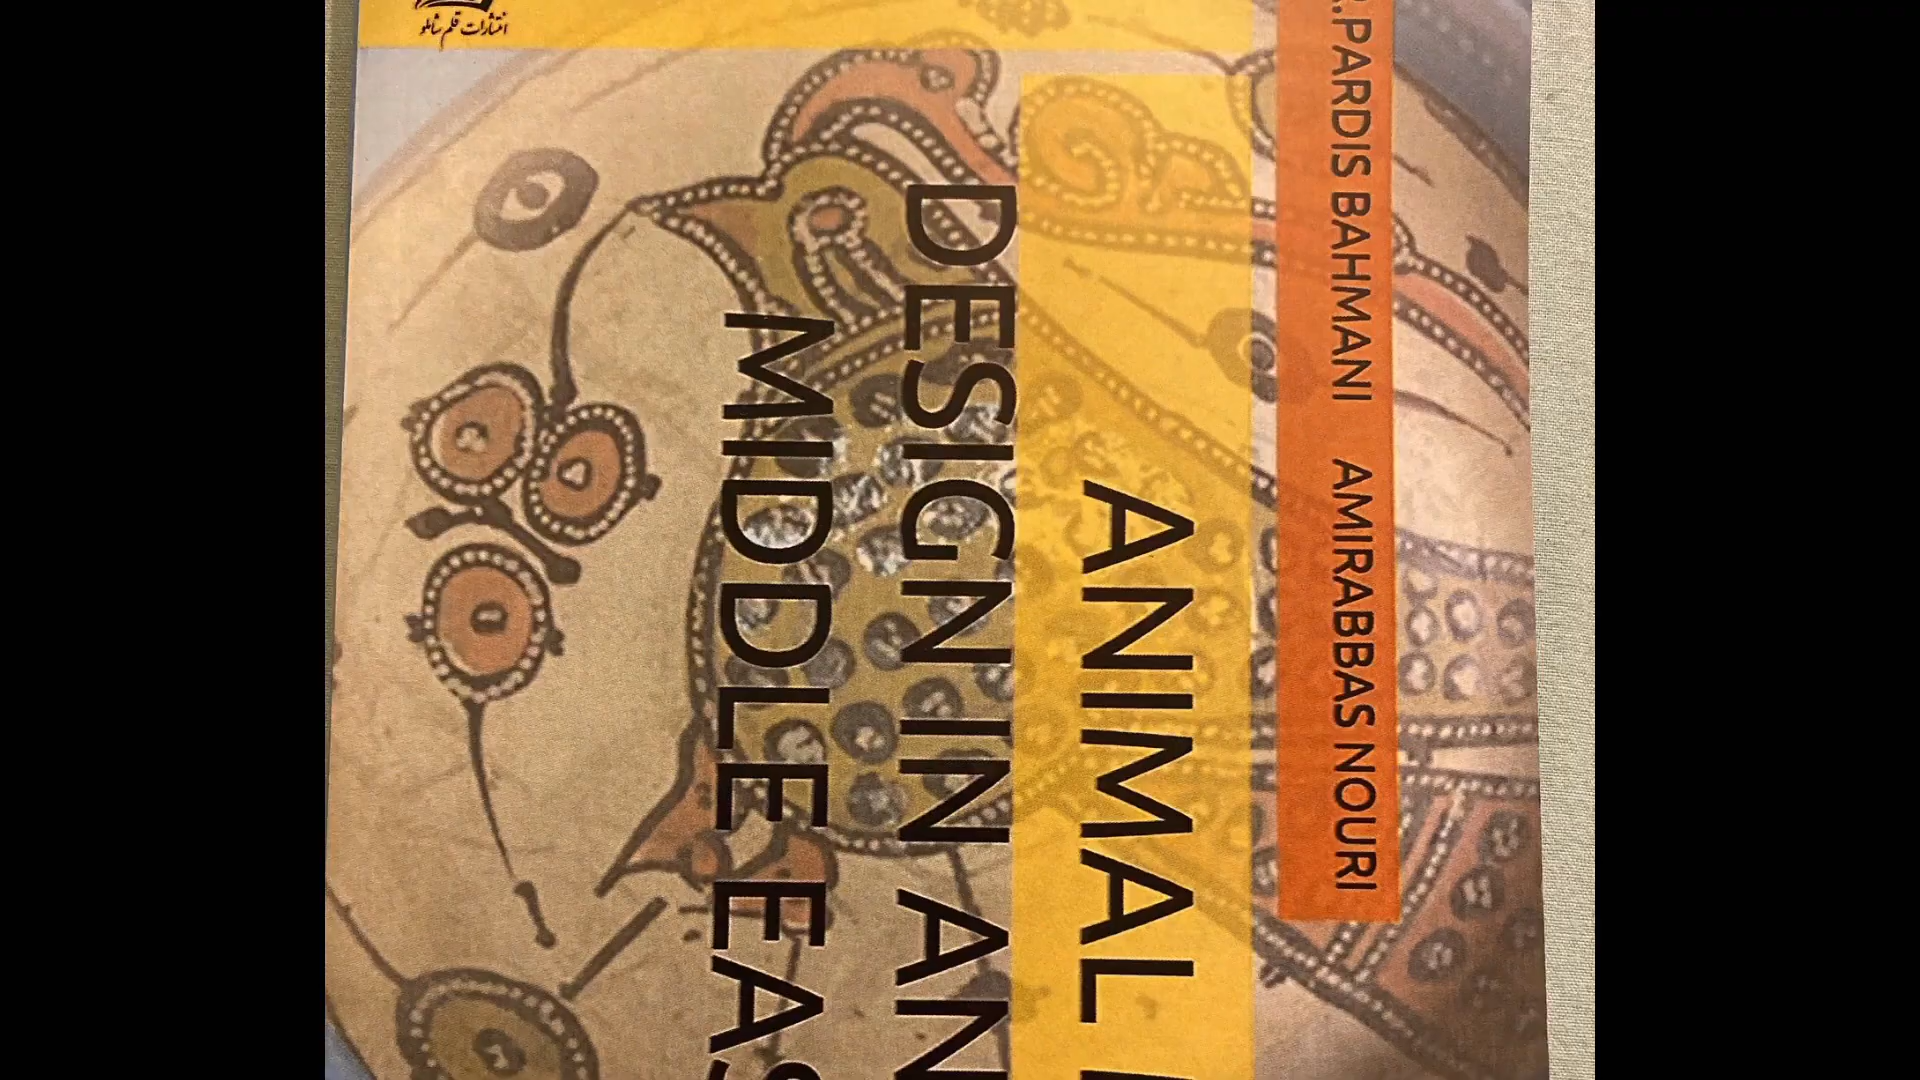 R.PARDIS BAHMANI AMIRABBAS NOURI
ANIMAL
DESIGN IN AN
MIDDLE EAS
انتشارات قلم شاملو